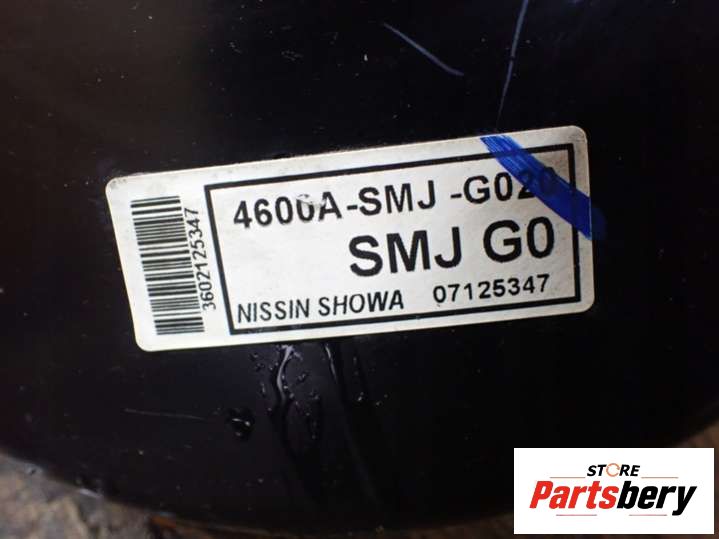 3602125347
4600A-SMJ -G020
SMJ G0
NISSIN SHOWA 07125347
STORE
Partsbery